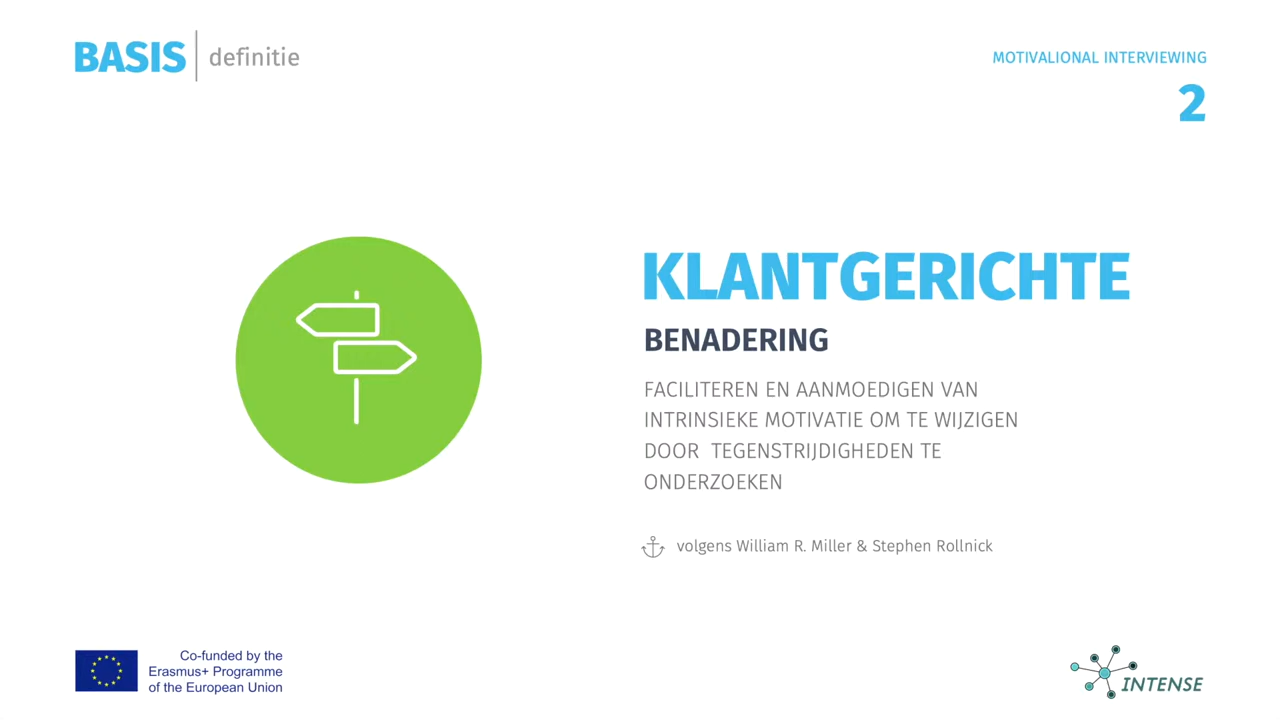 BASIS definitie
MOTIVALIONAL INTERVIEWING
2
KLANTGERICHTE
BENADERING
FACILITEREN EN AANMOEDIGEN VAN
INTRINSIEKE MOTIVATIE OM TE WIJZIGEN
DOOR TEGENSTRIJDIGHEDEN TE
ONDERZOEKEN
volgens William R. Miller & Stephen Rollnick
Co-funded by the
Erasmus+ Programme
of the European Union
INTENSE